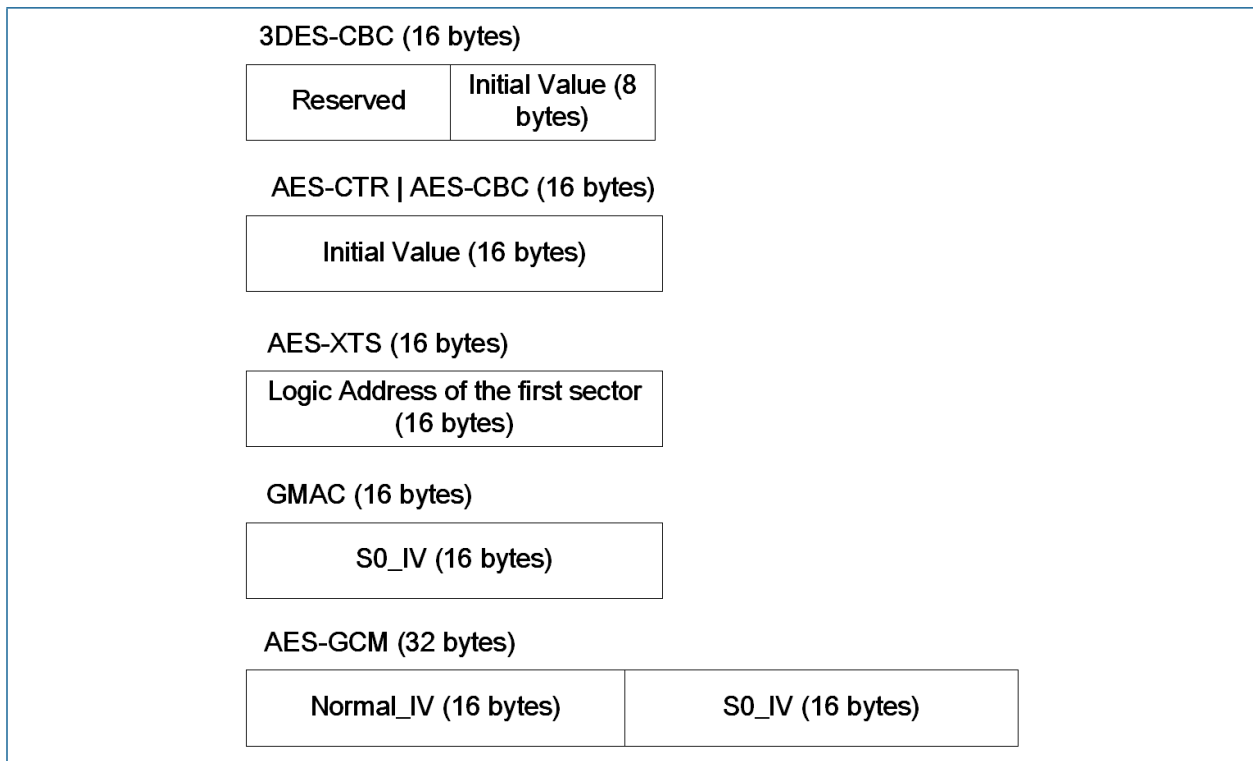 3DES-CBC (16 bytes)
Reserved
Initial Value (8
bytes)
AES-CTR | AES-CBC (16 bytes)
Initial Value (16 bytes)
AES-XTS (16 bytes)
Logic Address of the first sector
(16 bytes)
GMAC (16 bytes)
S0_IV (16 bytes)
AES-GCM (32 bytes)
Normal_IV (16 bytes)
S0_IV (16 bytes)